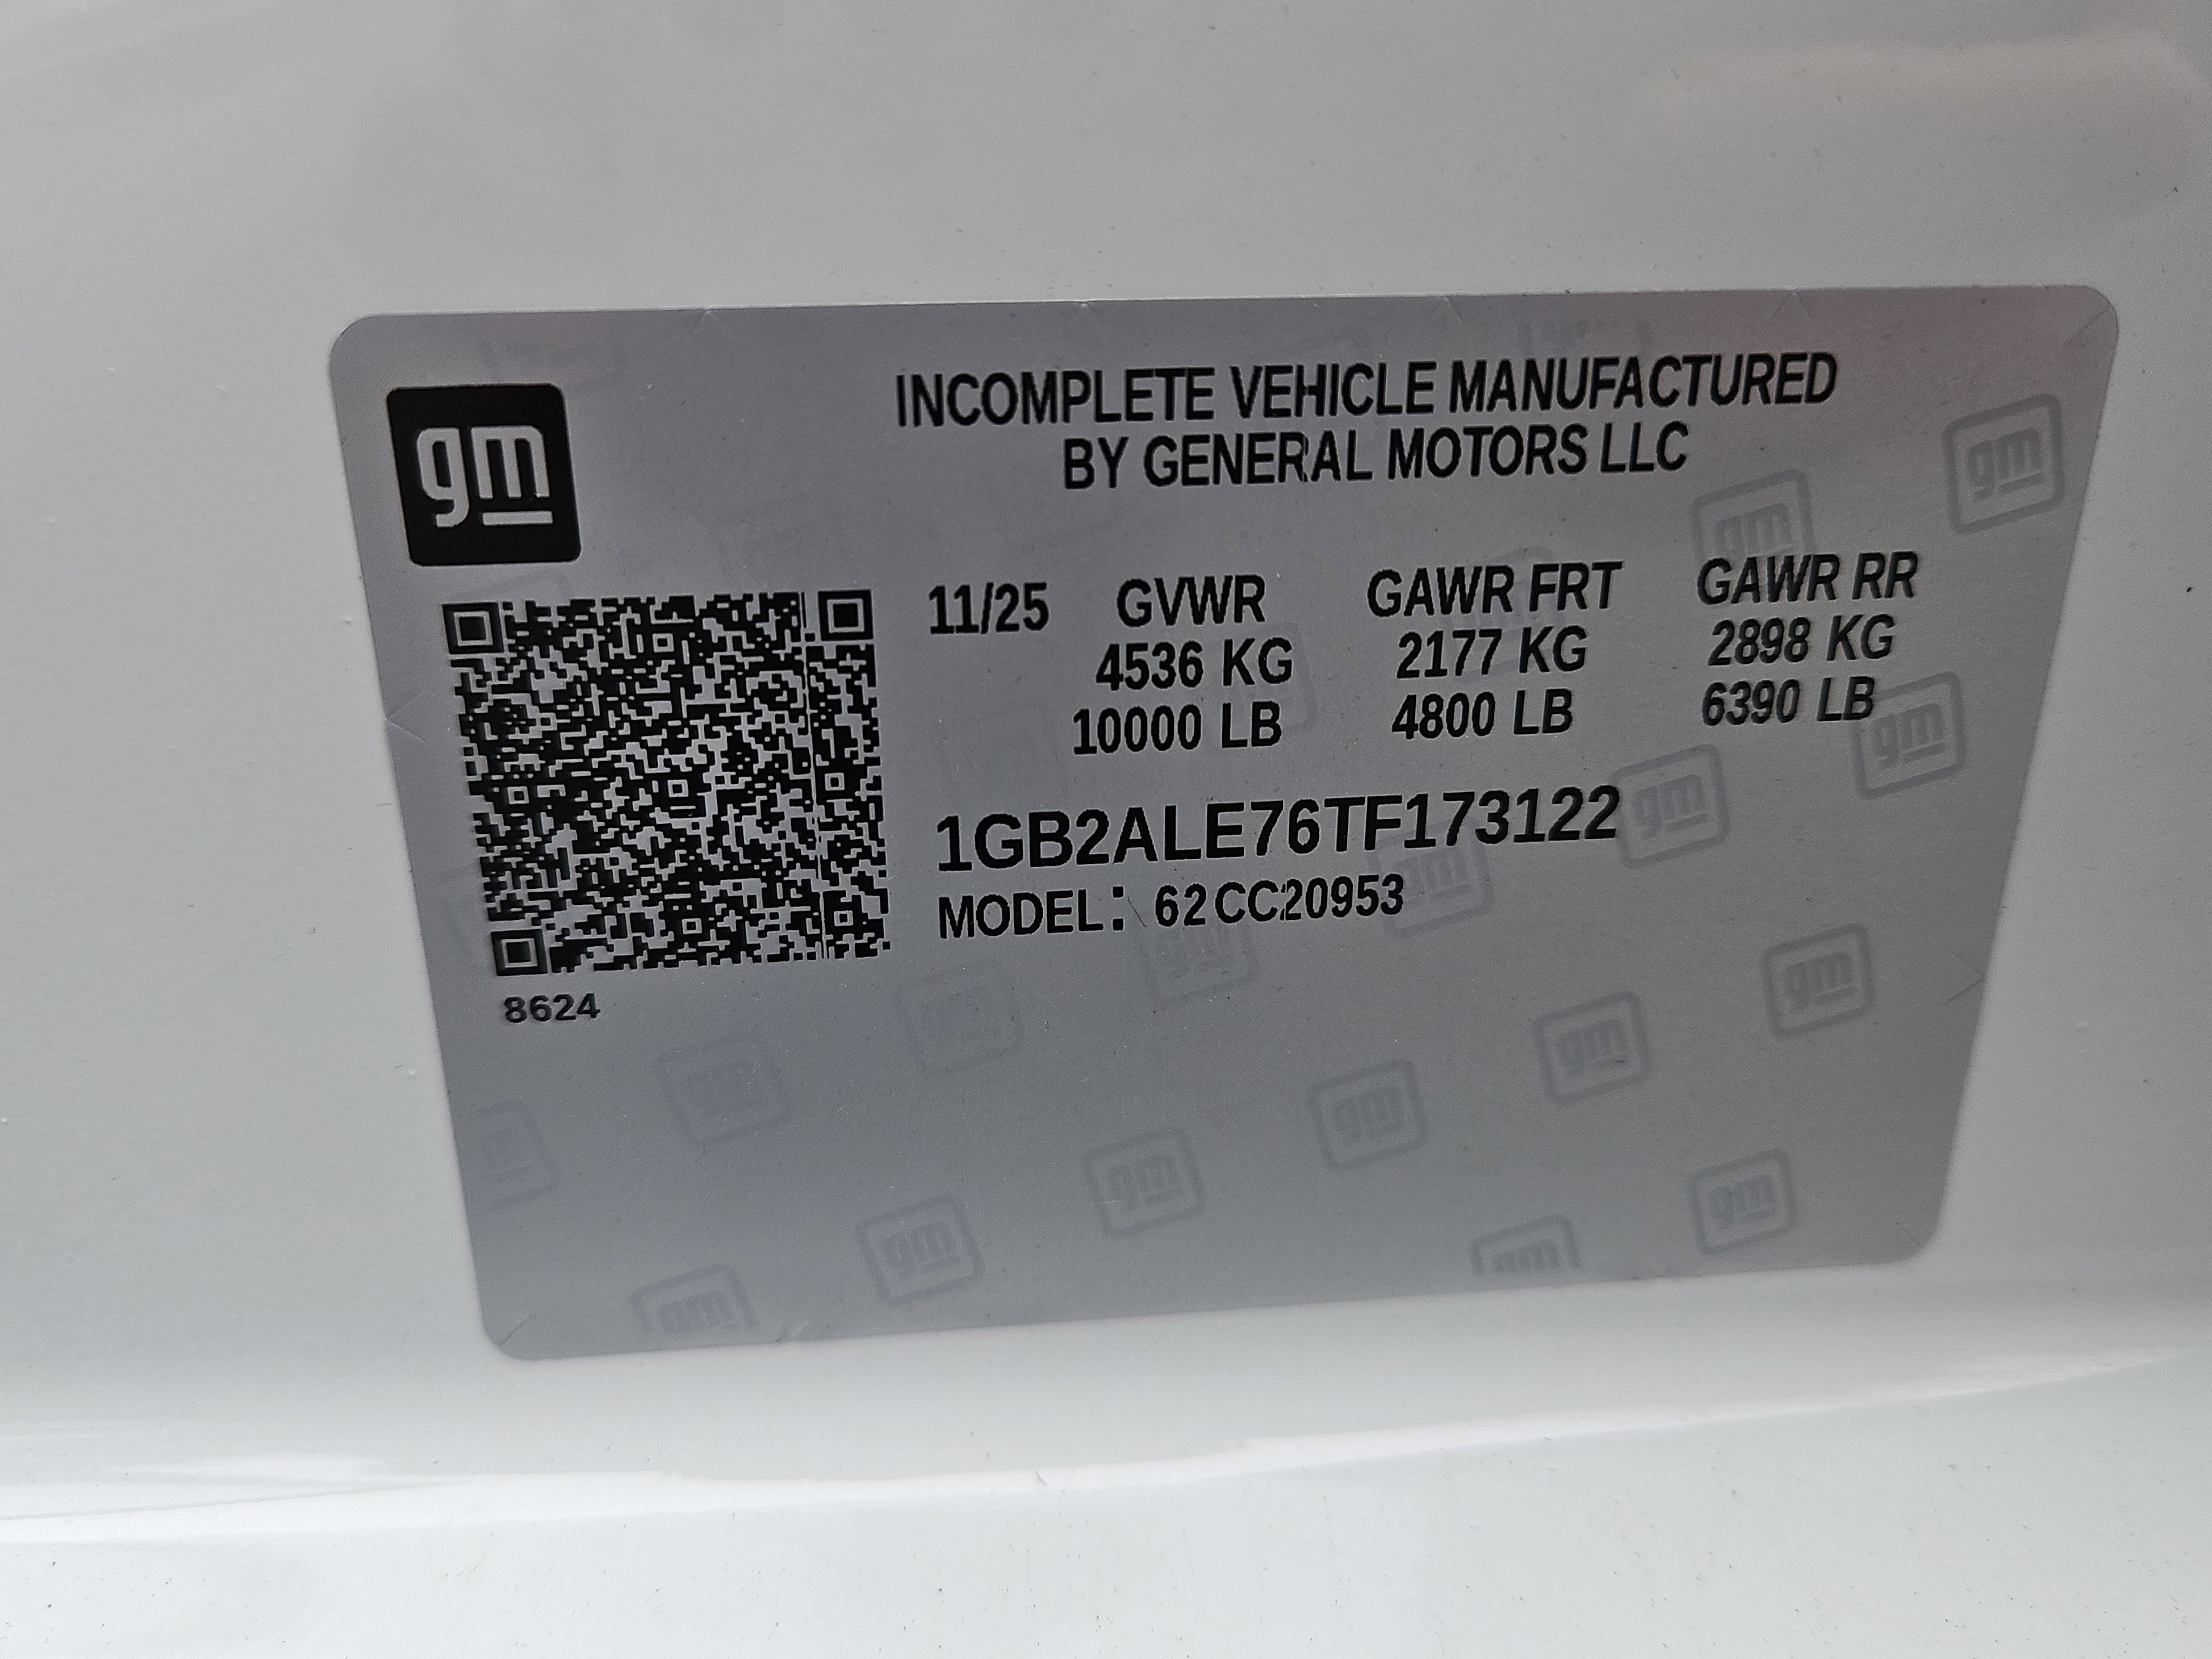 gm
INCOMPLETE VEHICLE MANUFACTURED
BY GENERAL MOTORS LLC
11/25 GVWR GAWR FRT GAWR RR
4536 KG 2177 KG 2898 KG
10000 LB 4800 LB 6390 LB
1GB2ALE76TF173122
MODEL: 62CC20953
8624